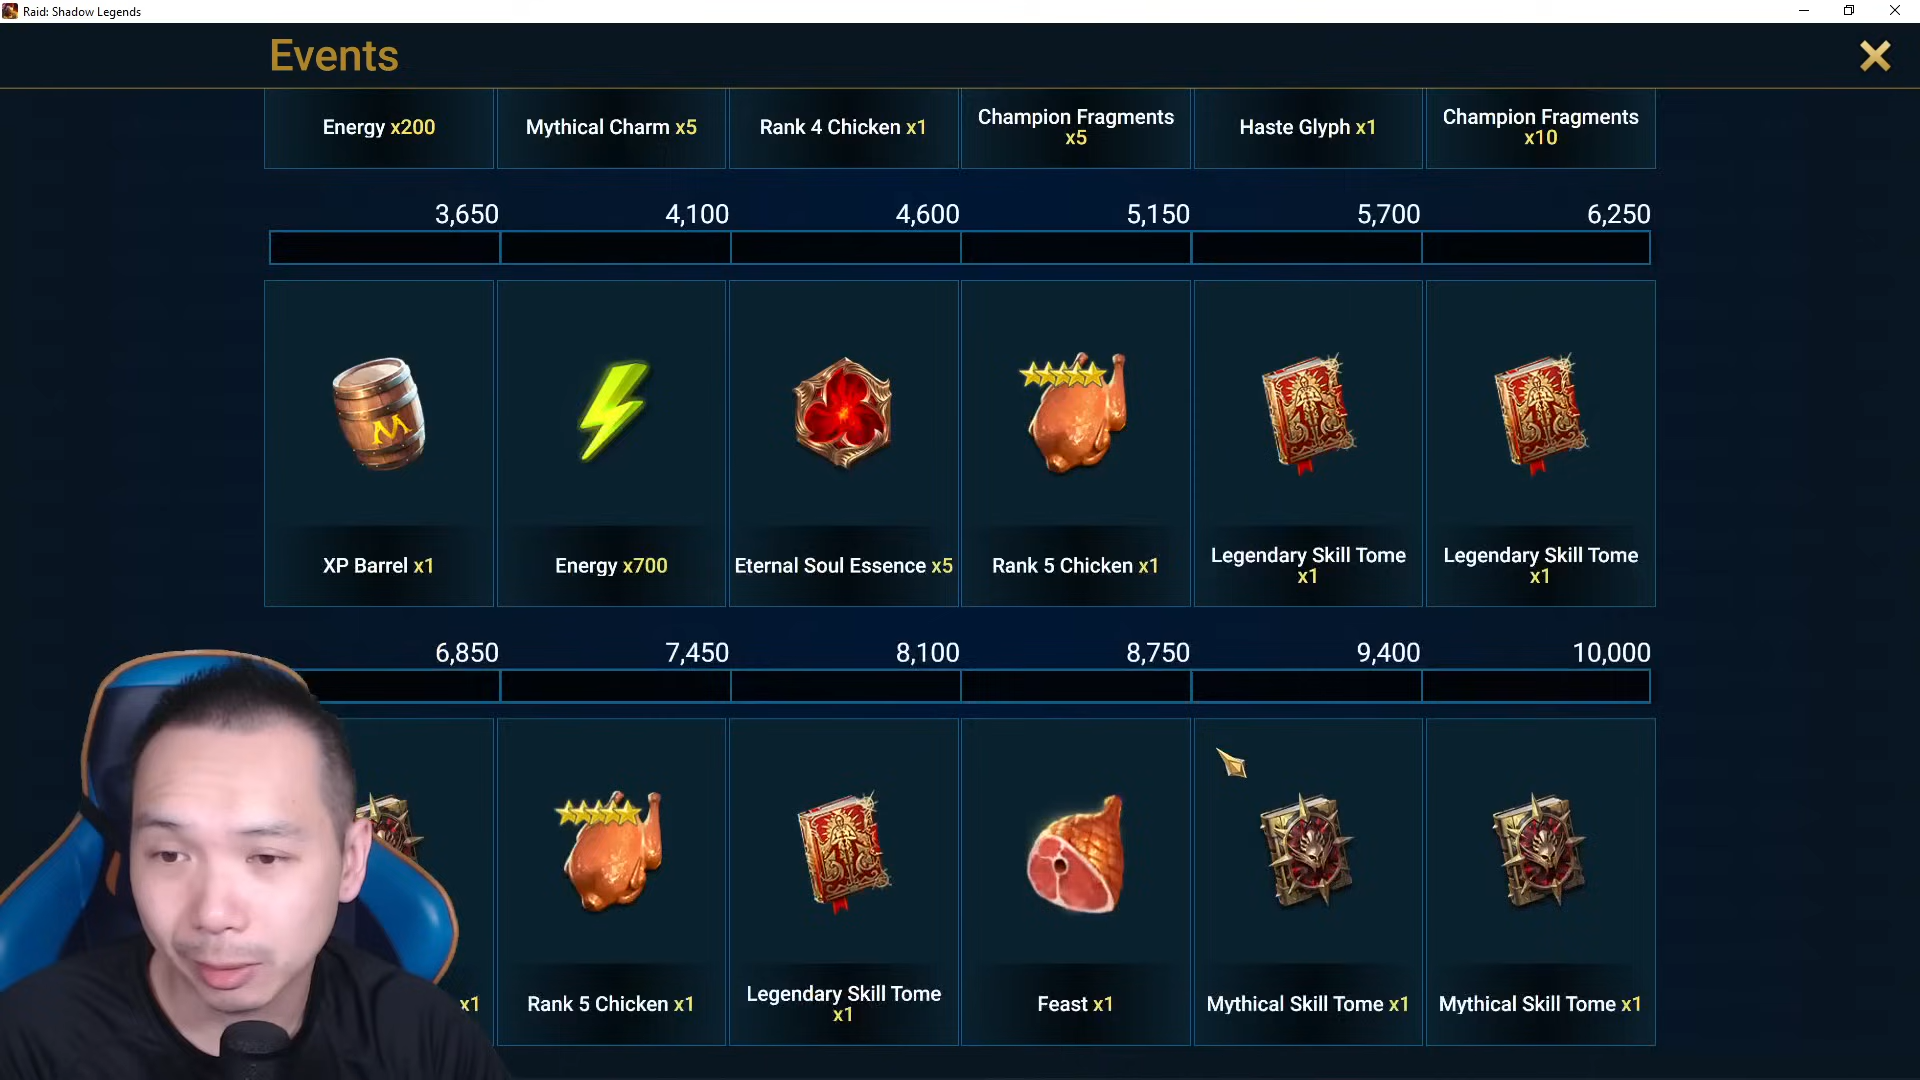 Raid: Shadow Legends
Events
Energy x200
Mythical Charm x5
Rank 4 Chicken x1
Champion Fragments
x5
Haste Glyph x1
Champion Fragments
x10
3,650
4,100
4,600
5,150
5,700
6,250
M
XP Barrel x1
Energy x700
Eternal Soul Essence x5
Rank 5 Chicken x1
Legendary Skill Tome
x1
Legendary Skill Tome
x1
6,850
7,450
8,100
8,750
9,400
10,000
x1
Rank 5 Chicken x1
Legendary Skill Tome
x1
Feast x1
Mythical Skill Tome x1
Mythical Skill Tome x1